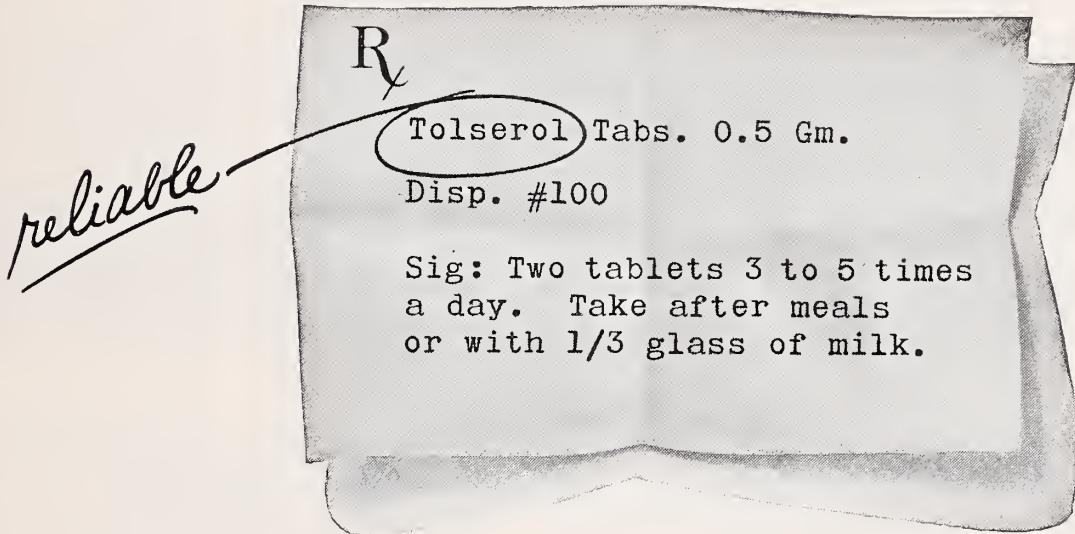 ℞
Tolserol Tabs. 0.5 Gm.
reliable
Disp. #100
Sig: Two tablets 3 to 5 times
a day. Take after meals
or with 1/3 glass of milk.